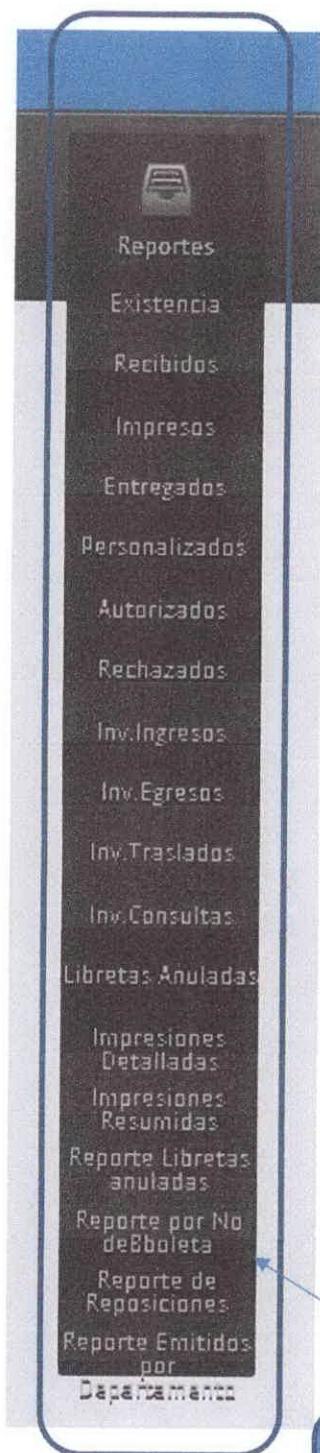 Reportes
Existencia
Recibidos
Impresos
Entregados
Personalizados
Autorizados
Rechazados
Inv.Ingresos
Inv.Egresos
Inv.Traslados
Inv.Consultas
Libretas Anuladas
Impresiones
Detalladas
Impresiones
Resumidas
Reporte Libretas
anuladas
Reporte por No
deBboleta
Reporte de
Reposiciones
Reporte Emitidos
por
Departamento